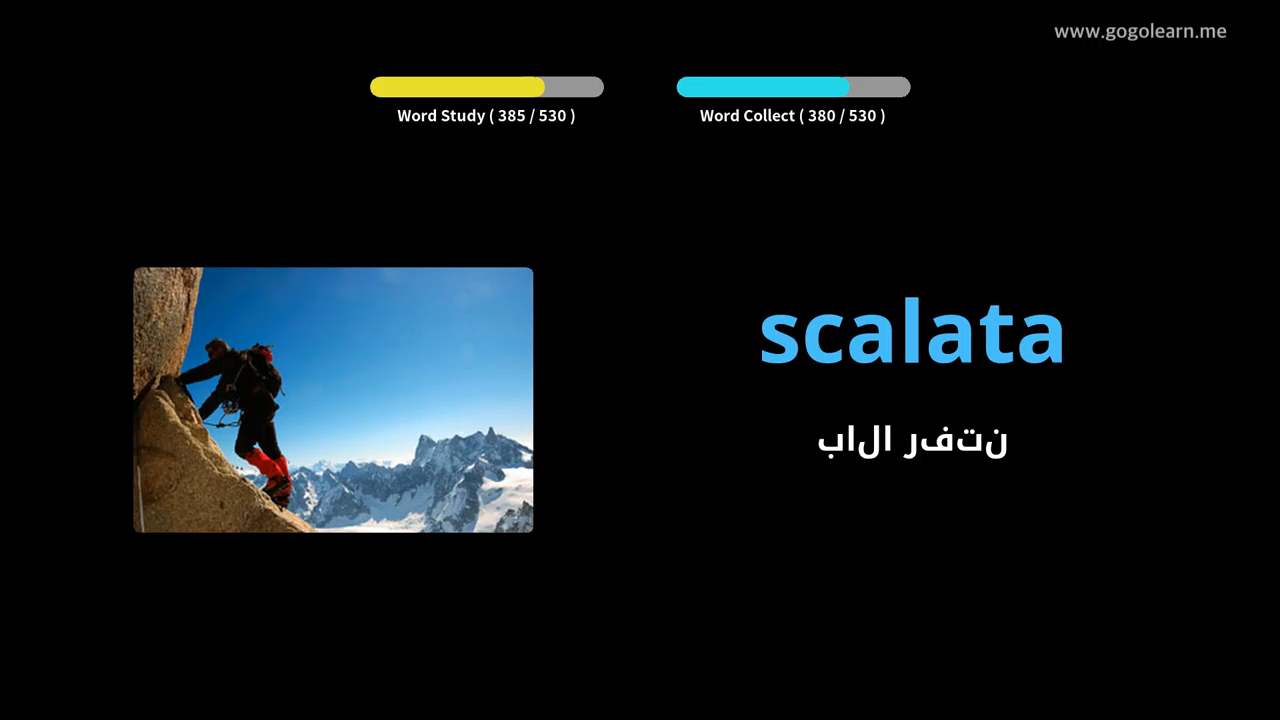 www.gogolearn.me
Word Study ( 385 / 530 )
Word Collect ( 380 / 530 )
scalata
نتفر الاب